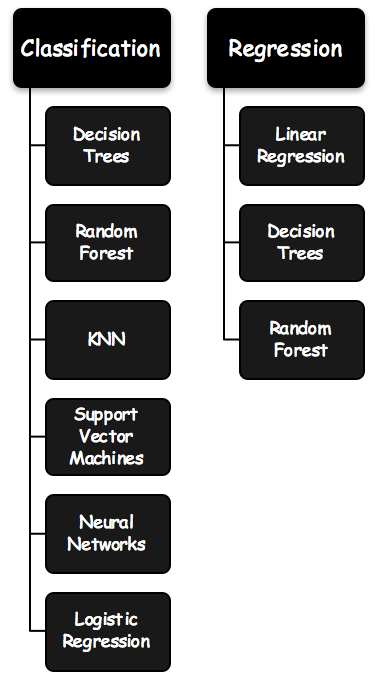 Classification
Decision
Trees
Random
Forest
KNN
Support
Vector
Machines
Neural
Networks
Logistic
Regression
Regression
Linear
Regression
Decision
Trees
Random
Forest